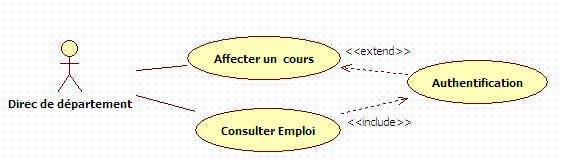 <<extend>>
Affecter un cours
Authentification
Direc de département
<<include>>
Consulter Emploi